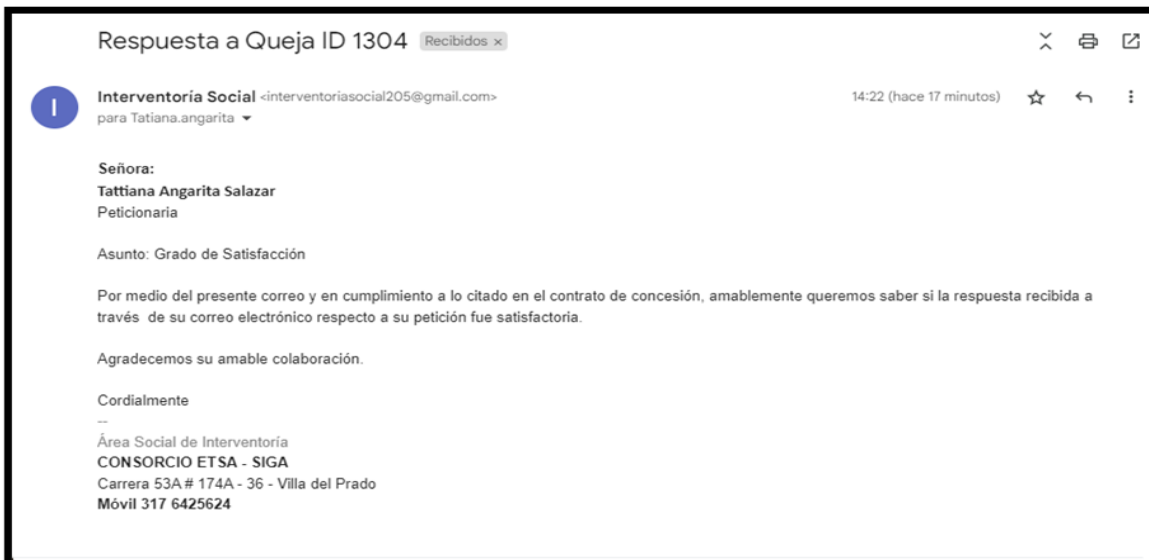 Respuesta a Queja ID 1304 Recibidos x
I
Interventoría Social <interventoriasocial205@gmail.com> 14:22 (hace 17 minutos)
para Tatiana.angarita
Señora:
Tattiana Angarita Salazar
Peticionaria
Asunto: Grado de Satisfacción
Por medio del presente correo y en cumplimiento a lo citado en el contrato de concesión, amablemente queremos saber si la respuesta recibida a
través de su correo electrónico respecto a su petición fue satisfactoria.
Agradecemos su amable colaboración.
Cordialmente
--
Área Social de Interventoría
CONSORCIO ETSA - SIGA
Carrera 53A # 174A - 36 - Villa del Prado
Móvil 317 6425624